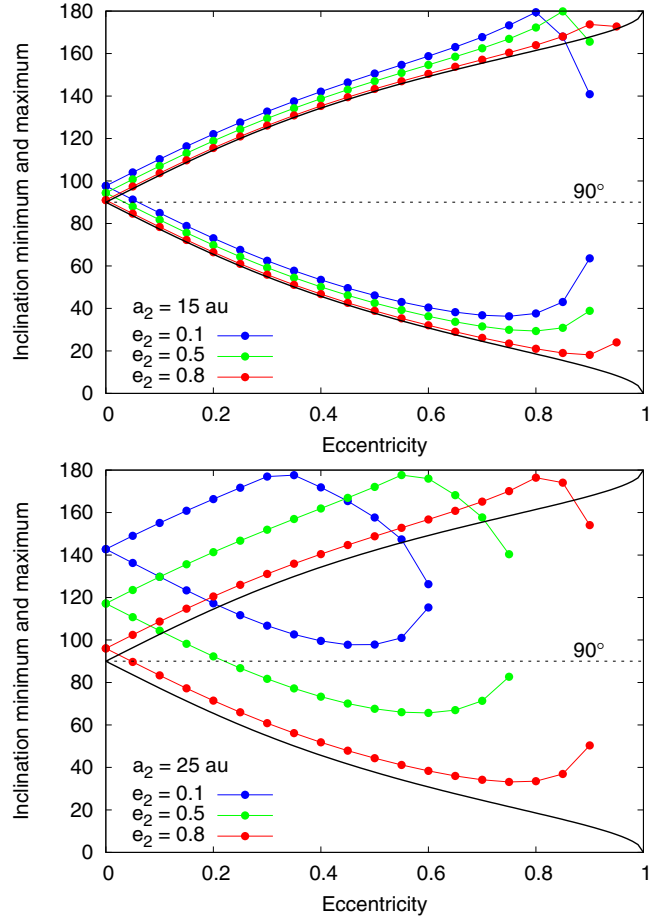 Inclination minimum and maximum
180
160
140
120
100
80
60
40
20
0
90°
a2 = 15 au
e2 = 0.1
e2 = 0.5
e2 = 0.8
0 0.2 0.4 0.6 0.8 1
Eccentricity
Inclination minimum and maximum
180
160
140
120
100
80
60
40
20
0
90°
a2 = 25 au
e2 = 0.1
e2 = 0.5
e2 = 0.8
0 0.2 0.4 0.6 0.8 1
Eccentricity